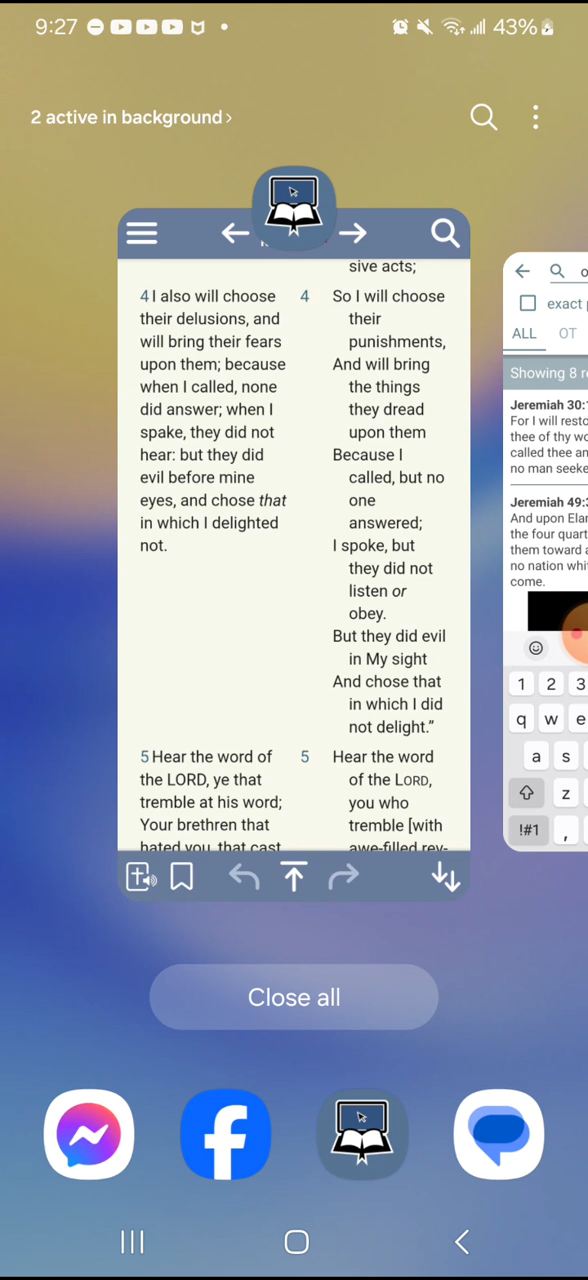 9:27
43%
2 active in background ›
sive acts;
4 I also will choose
their delusions, and
will bring their fears
upon them; because
when I called, none
did answer; when I
spake, they did not
hear: but they did
evil before mine
eyes, and chose that
in which I delighted
not.
4
So I will choose
their
punishments,
And will bring
the things
they dread
upon them
Because I
called, but no
one
answered;
I spoke, but
they did not
listen or
obey.
But they did evil
in My sight
And chose that
in which I did
not delight.”
5 Hear the word of
the LORD, ye that
tremble at his word;
Your brethren that
hated you, that cast
5
Hear the word
of the LORD,
you who
tremble [with
awe-filled rev-
exact
ALL OT
Showing 8
Jeremiah 30:
For I will
thee of thy
called thee
no man
Jeremiah 49:
And upon
the four
them toward
no nation
come.
1 2 3
q w e
a s
z
!#1 ,
Close all